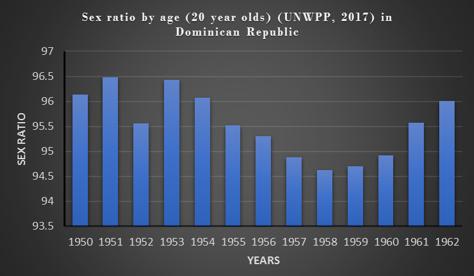 Sex ratio by age (20 year olds) (UNWPP, 2017) in
Dominican Republic
97
96.5
96
95.5
95
94.5
94
93.5
SEX RATIO
1950 1951 1952 1953 1954 1955 1956 1957 1958 1959 1960 1961 1962
YEARS